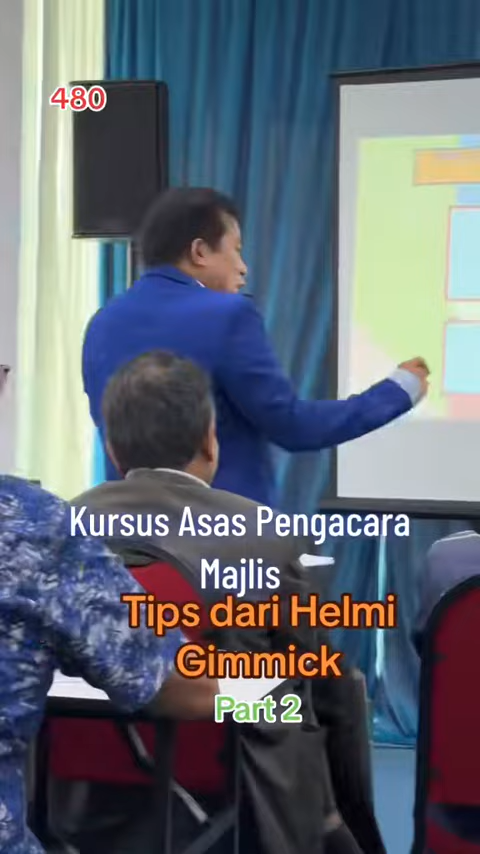 480
Kursus Asas Pengacara
Majlis
Tips dari Helmi
Gimmick
Part 2